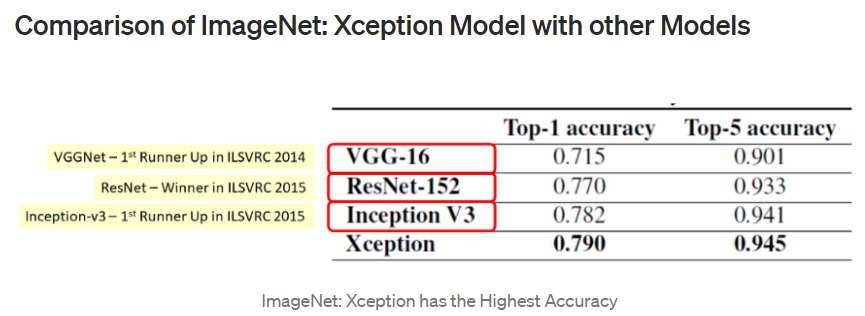 Comparison of ImageNet: Xception Model with other Models
Top-1 accuracy Top-5 accuracy
VGGNet – 1st Runner Up in ILSVRC 2014 VGG-16 0.715 0.901
ResNet – Winner in ILSVRC 2015 ResNet-152 0.770 0.933
Inception-v3 – 1st Runner Up in ILSVRC 2015 Inception V3 0.782 0.941
Xception 0.790 0.945
ImageNet: Xception has the Highest Accuracy